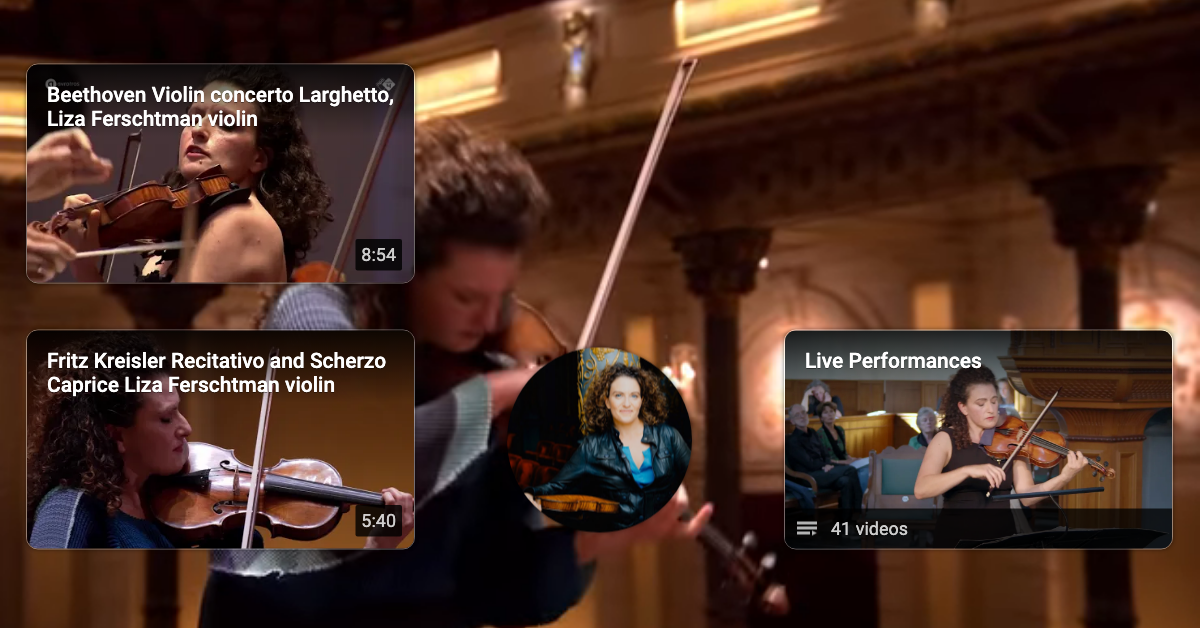 Beethoven Violin concerto Larghetto,
Liza Ferschtman violin
8:54
Fritz Kreisler Recitativo and Scherzo
Caprice Liza Ferschtman violin
5:40
Live Performances
41 videos